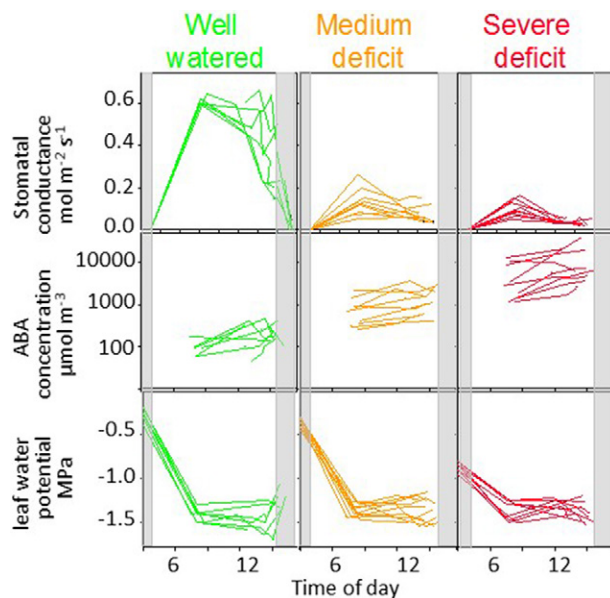 Well watered
Medium deficit
Severe deficit
Stomatal conductance mol m⁻² s⁻¹
0.6
0.4
0.2
0.0
ABA concentration µmol m⁻³
10000
1000
100
leaf water potential MPa
-0.5
-1.0
-1.5
6 12 6 12 6 12
Time of day